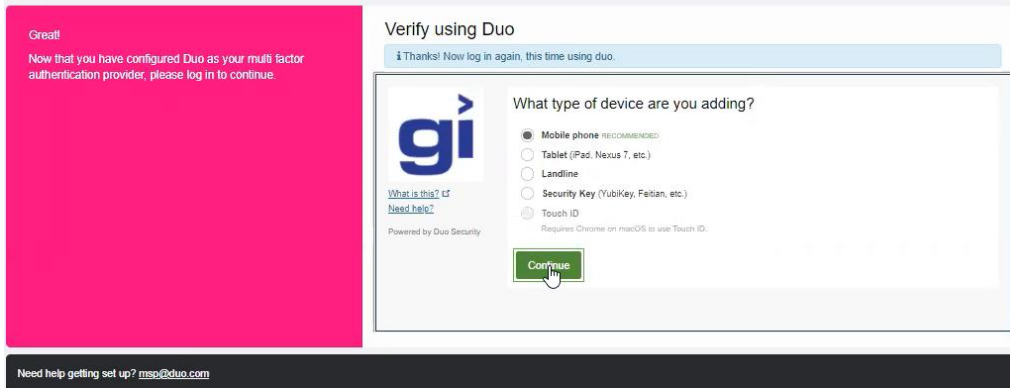 Great!
Now that you have configured Duo as your multi factor
authentication provider, please log in to continue.
Verify using Duo
i Thanks! Now log in again, this time using duo.
gi
What is this?
Need help?
Powered by Duo Security
What type of device are you adding?
Mobile phone RECOMMENDED
Tablet (iPad, Nexus 7, etc.)
Landline
Security Key (YubiKey, Feitian, etc.)
Touch ID
Requires Chrome on macOS to use Touch ID.
Continue
Need help getting set up? msp@duo.com